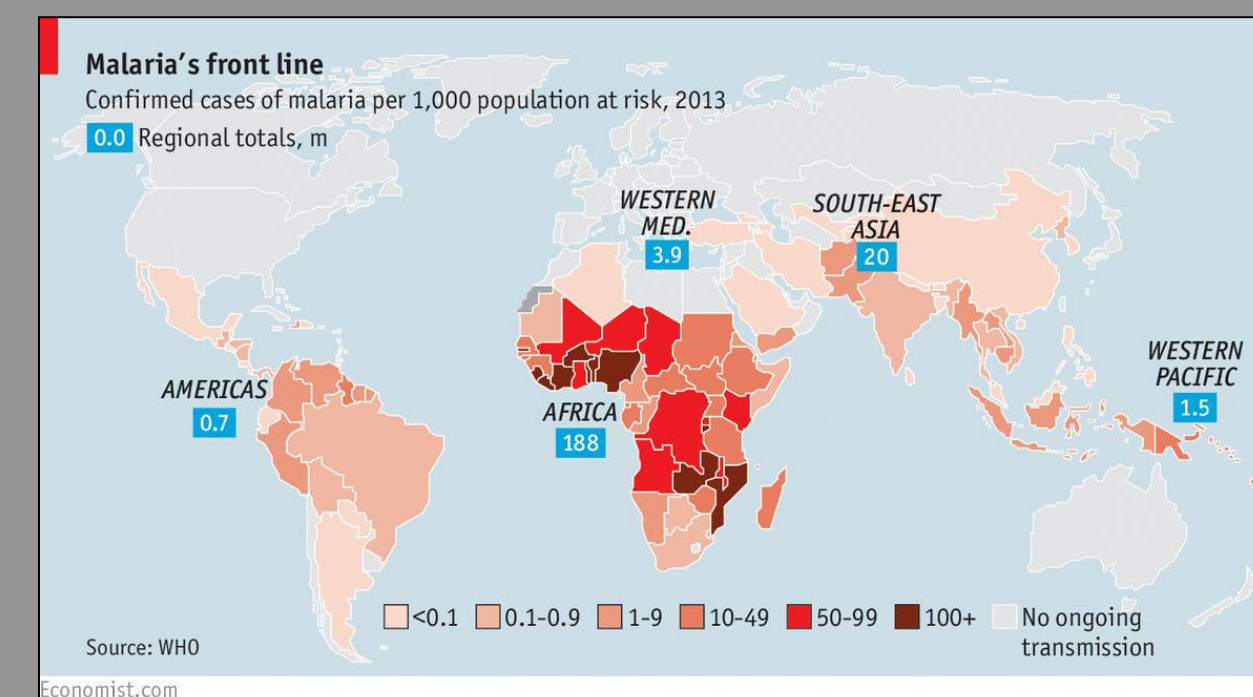 Malaria's front line
Confirmed cases of malaria per 1,000 population at risk, 2013
0.0 Regional totals, m
WESTERN
MED.
3.9
SOUTH-EAST
ASIA
20
WESTERN
PACIFIC
1.5
AMERICAS
0.7
AFRICA
188
<0.1 0.1-0.9 1-9 10-49 50-99 100+ No ongoing
transmission
Source: WHO
Economist.com